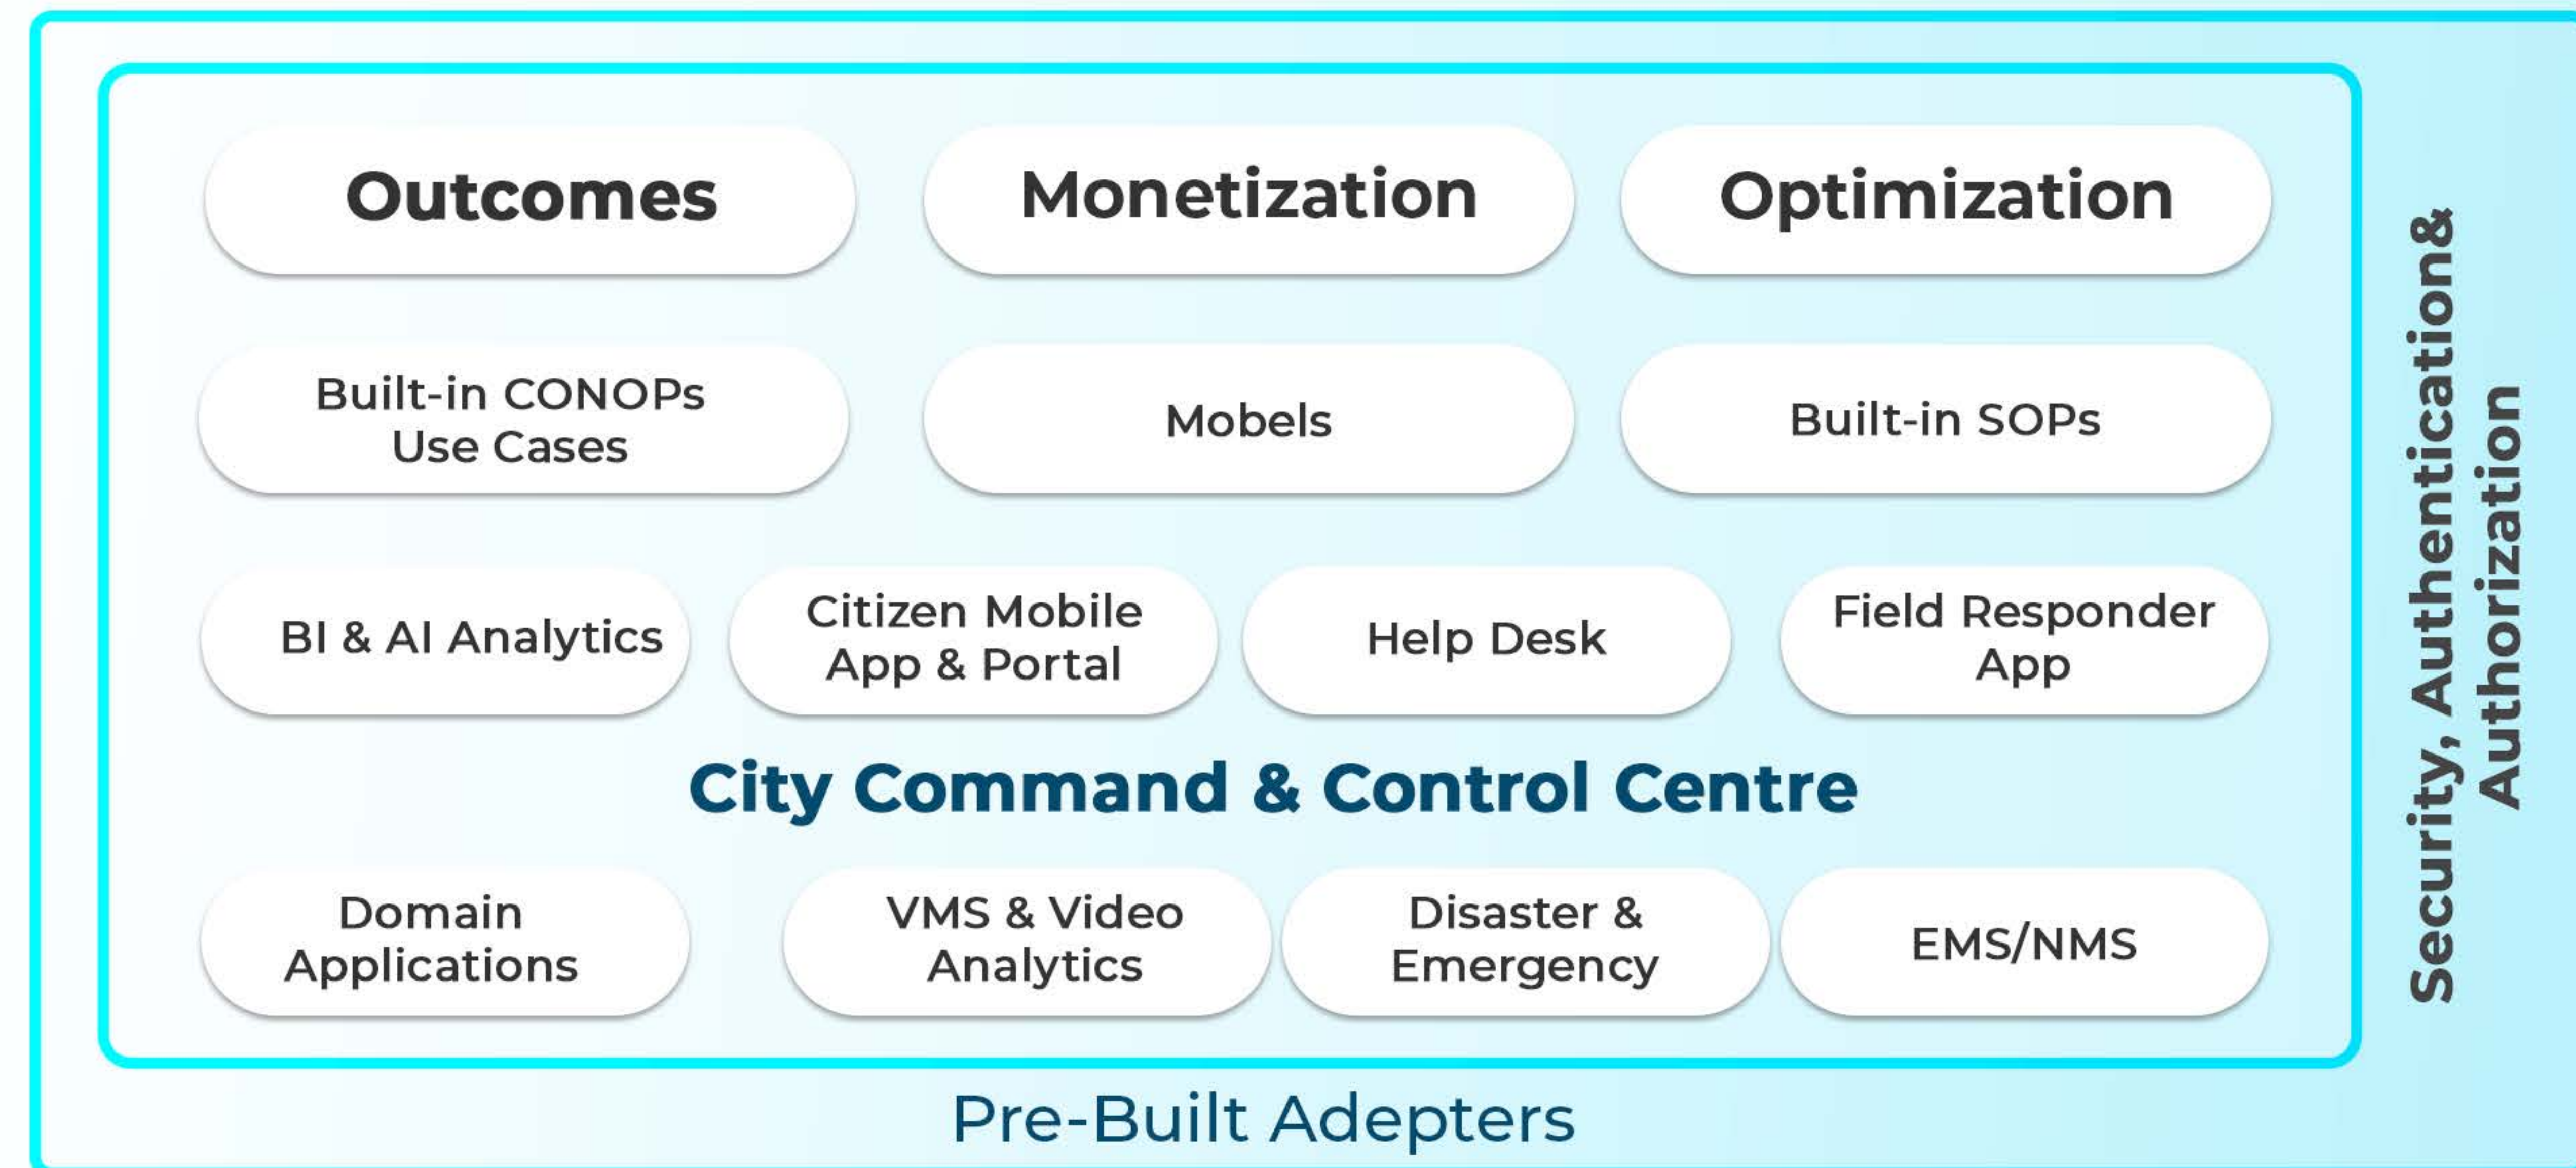 Outcomes
Monetization
Optimization
Built-in CONOPs
Use Cases
Mobels
Built-in SOPs
BI & AI Analytics
Citizen Mobile
App & Portal
Help Desk
Field Responder
App
City Command & Control Centre
Domain
Applications
VMS & Video
Analytics
Disaster &
Emergency
EMS/NMS
Pre-Built Adepters
Security, Authentication&
Authorization